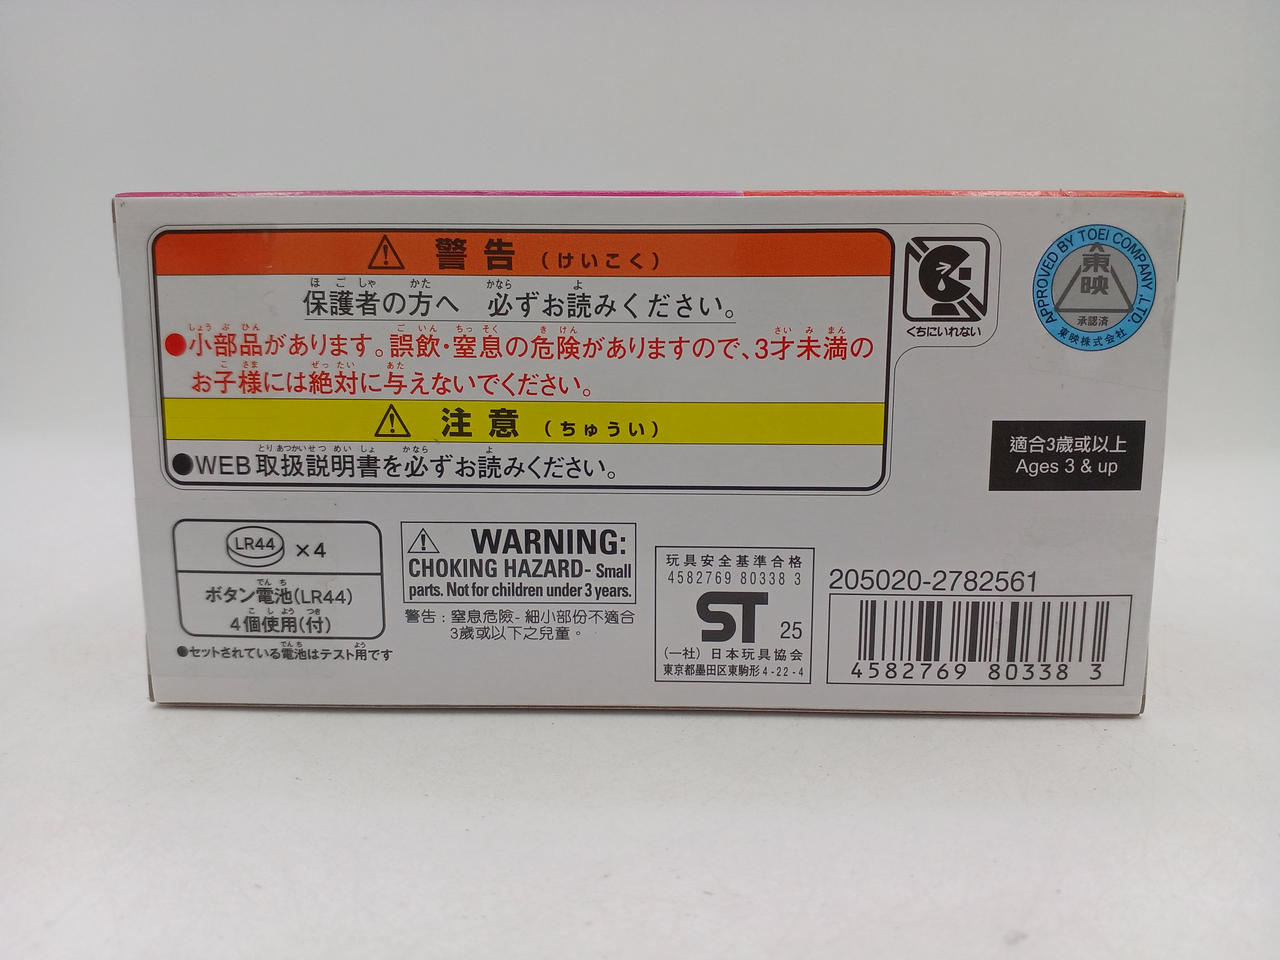 警告（けいこく）
保護者の方へ 必ずお読みください。
●小部品があります。誤飲・窒息の危険がありますので、3才未満の
お子様には絶対に与えないでください。
注意（ちゅうい）
●WEB取扱説明書を必ずお読みください。
くちにいれない
APPROVED BY TOEI COMPANY.,LTD.
東映
承認済
東映株式会社
適合3歲或以上
Ages 3 & up
LR44 ×4
ボタン電池(LR44)
4個使用(付)
●セットされている電池はテスト用です
WARNING:
CHOKING HAZARD- Small
parts. Not for children under 3 years.
警告：窒息危險 - 細小部份不適合
3歲或以下之兒童。
玩具安全基準合格
4582769 80338 3
ST 25
(一社) 日本玩具協会
東京都墨田区東駒形4-22-4
205020-2782561
4582769 80338 3